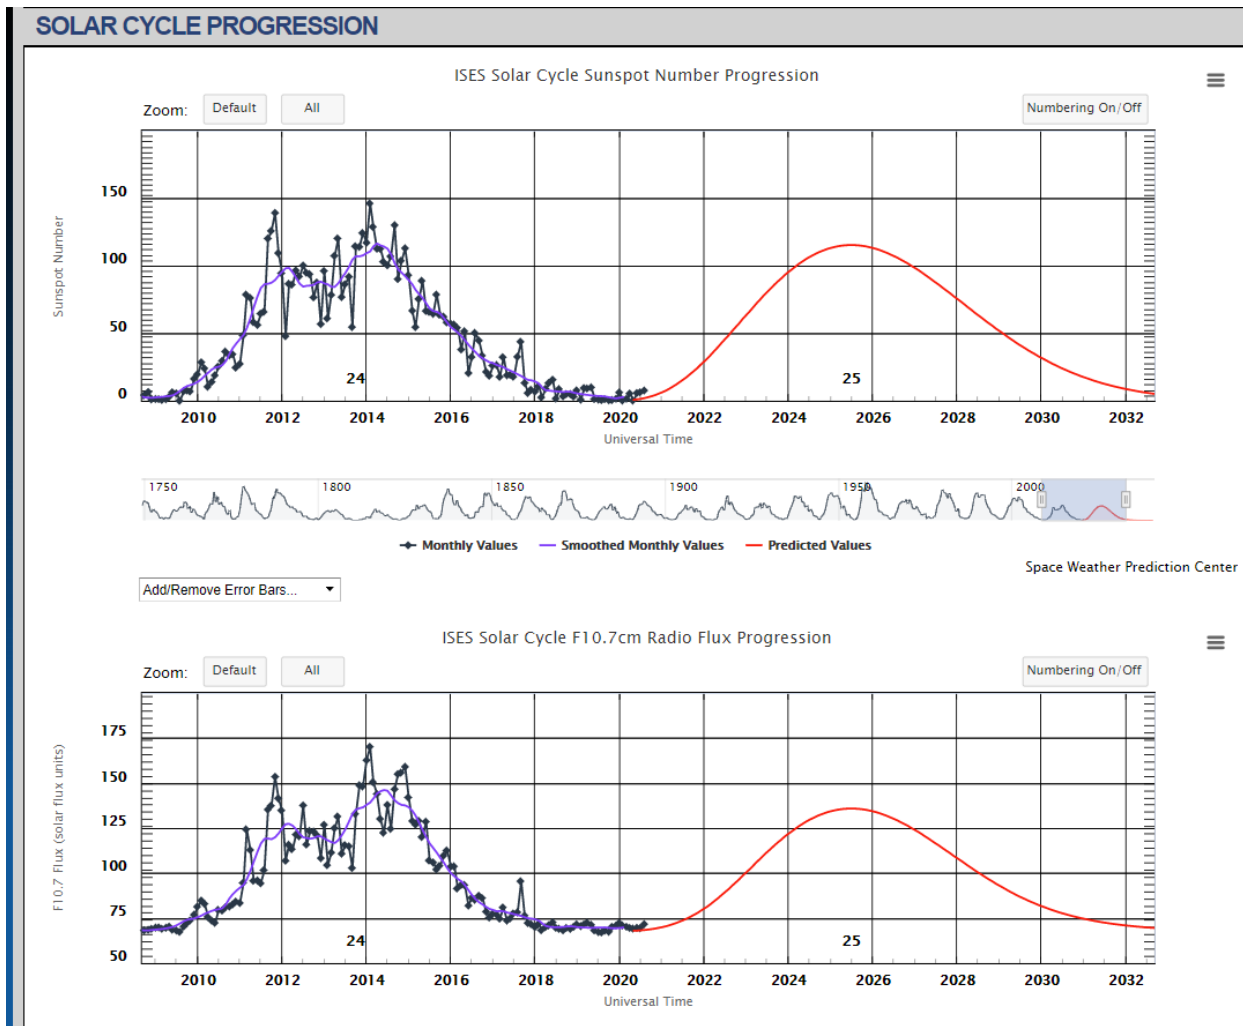 SOLAR CYCLE PROGRESSION
ISES Solar Cycle Sunspot Number Progression
Zoom: Default All Numbering On/Off
Sunspot Number
150
100
50
0
24 25
2010 2012 2014 2016 2018 2020 2022 2024 2026 2028 2030 2032
Universal Time
1750 1800 1850 1900 1950 2000
Monthly Values Smoothed Monthly Values Predicted Values
Space Weather Prediction Center
Add/Remove Error Bars...
ISES Solar Cycle F10.7cm Radio Flux Progression
Zoom: Default All Numbering On/Off
F10.7 Flux (solar flux units)
175
150
125
100
75
50
24 25
2010 2012 2014 2016 2018 2020 2022 2024 2026 2028 2030 2032
Universal Time